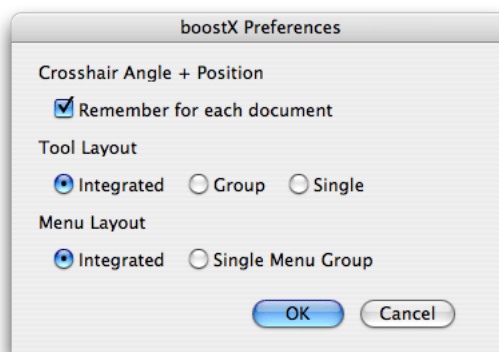 boostX Preferences
Crosshair Angle + Position
Remember for each document
Tool Layout
Integrated Group Single
Menu Layout
Integrated Single Menu Group
OK Cancel